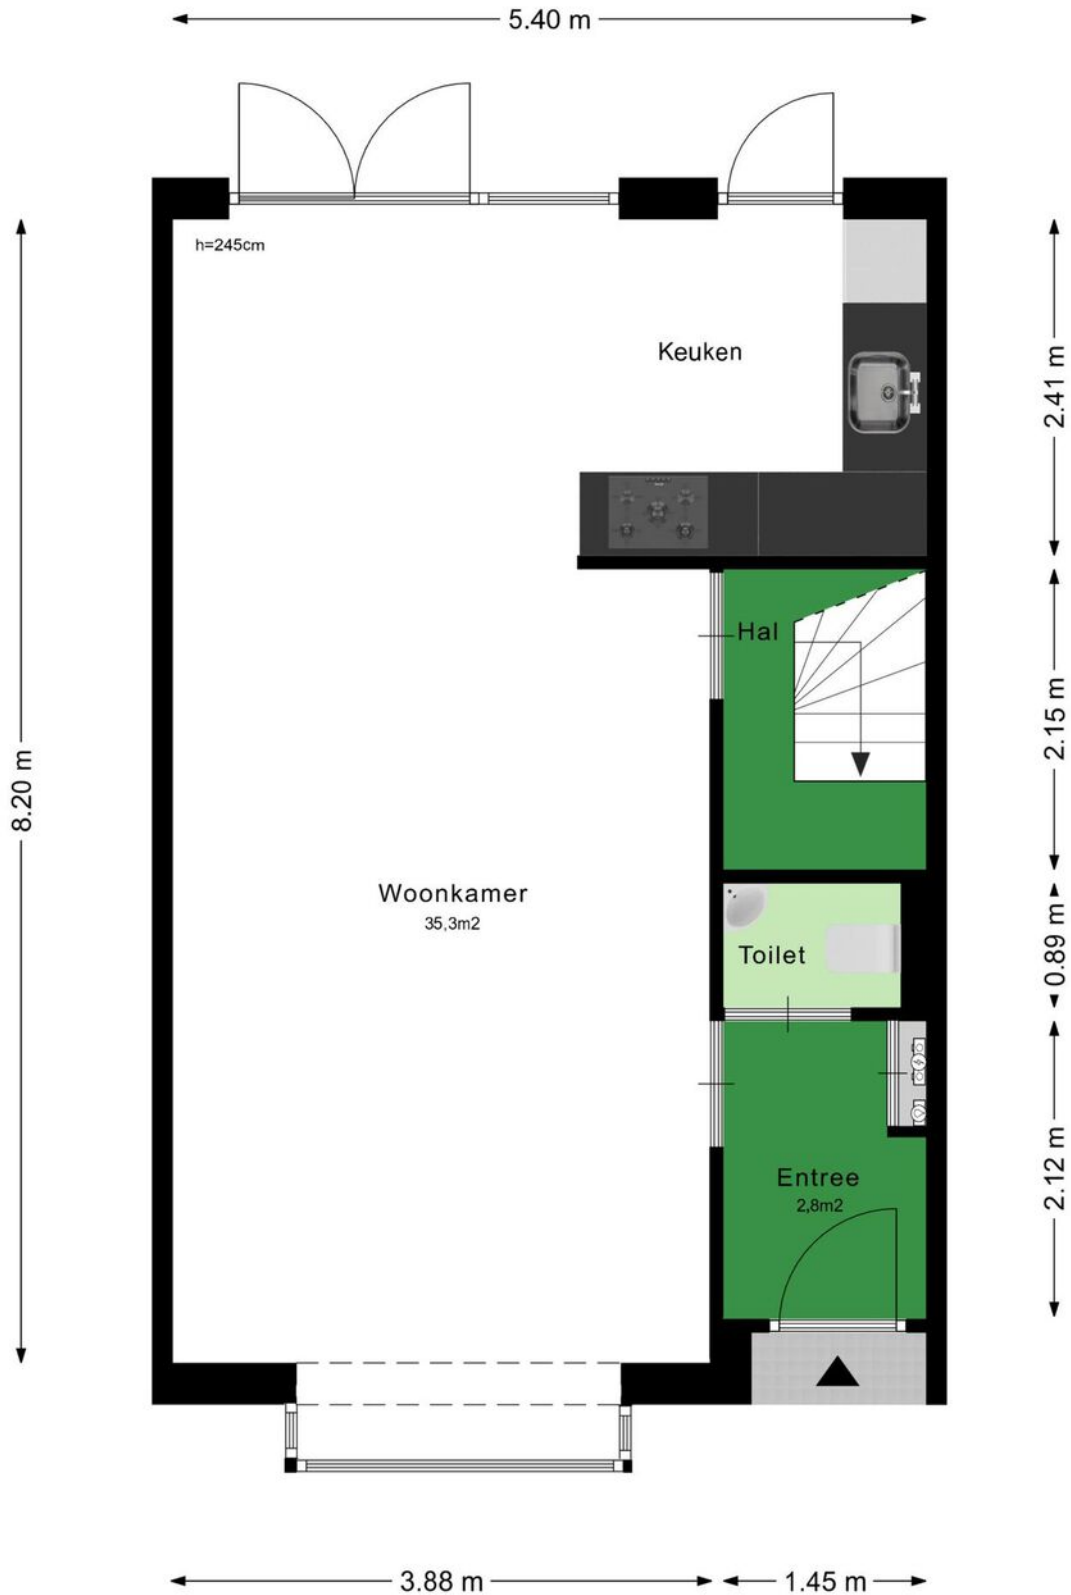 5.40 m
h=245cm
Keuken
2.41 m
Hal
2.15 m
8.20 m
Woonkamer
35,3m2
Toilet
0.89 m
Entree
2,8m2
2.12 m
3.88 m
1.45 m